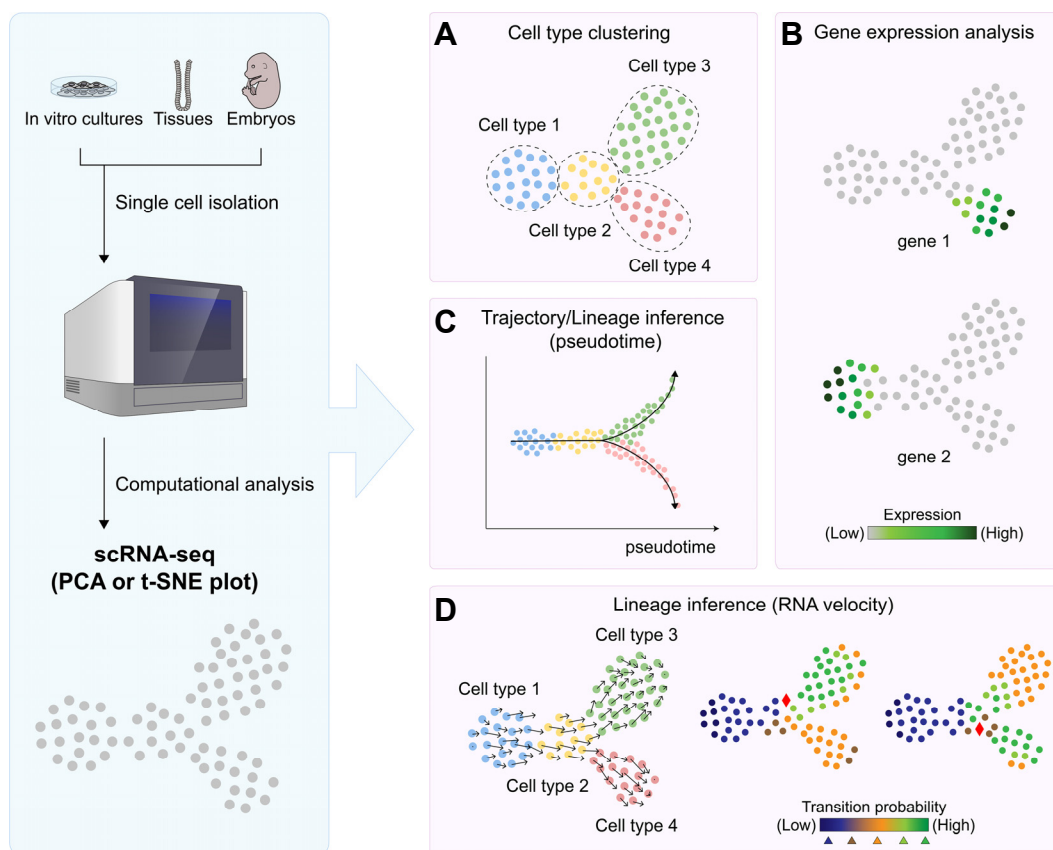 In vitro cultures Tissues Embryos
Single cell isolation
Computational analysis
scRNA-seq
(PCA or t-SNE plot)
A Cell type clustering
Cell type 3
Cell type 1
Cell type 2
Cell type 4
B Gene expression analysis
gene 1
gene 2
Expression
(Low) (High)
C Trajectory/Lineage inference
(pseudotime)
pseudotime
D Lineage inference (RNA velocity)
Cell type 3
Cell type 1
Cell type 2
Cell type 4
Transition probability
(Low) (High)